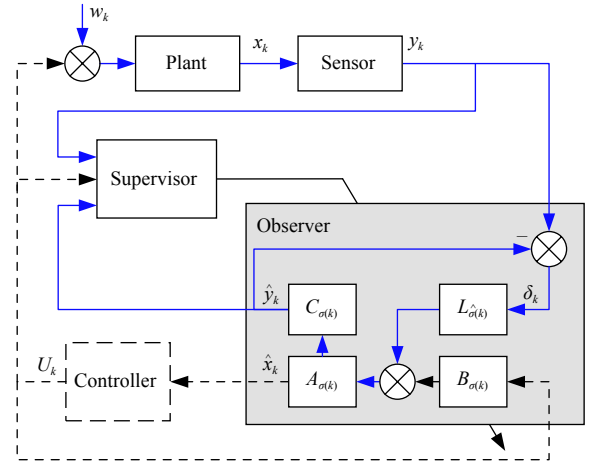 w_k
x_k
y_k
Plant
Sensor
Supervisor
Observer
−
ŷ_k
C_σ(k)
L_σ̂(k)
δ_k
U_k
Controller
x̂_k
A_σ(k)
B_σ(k)